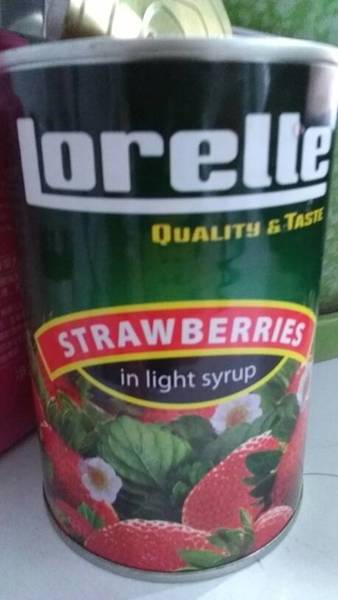 Lorelle
QUALITY & TASTE
STRAWBERRIES
in light syrup